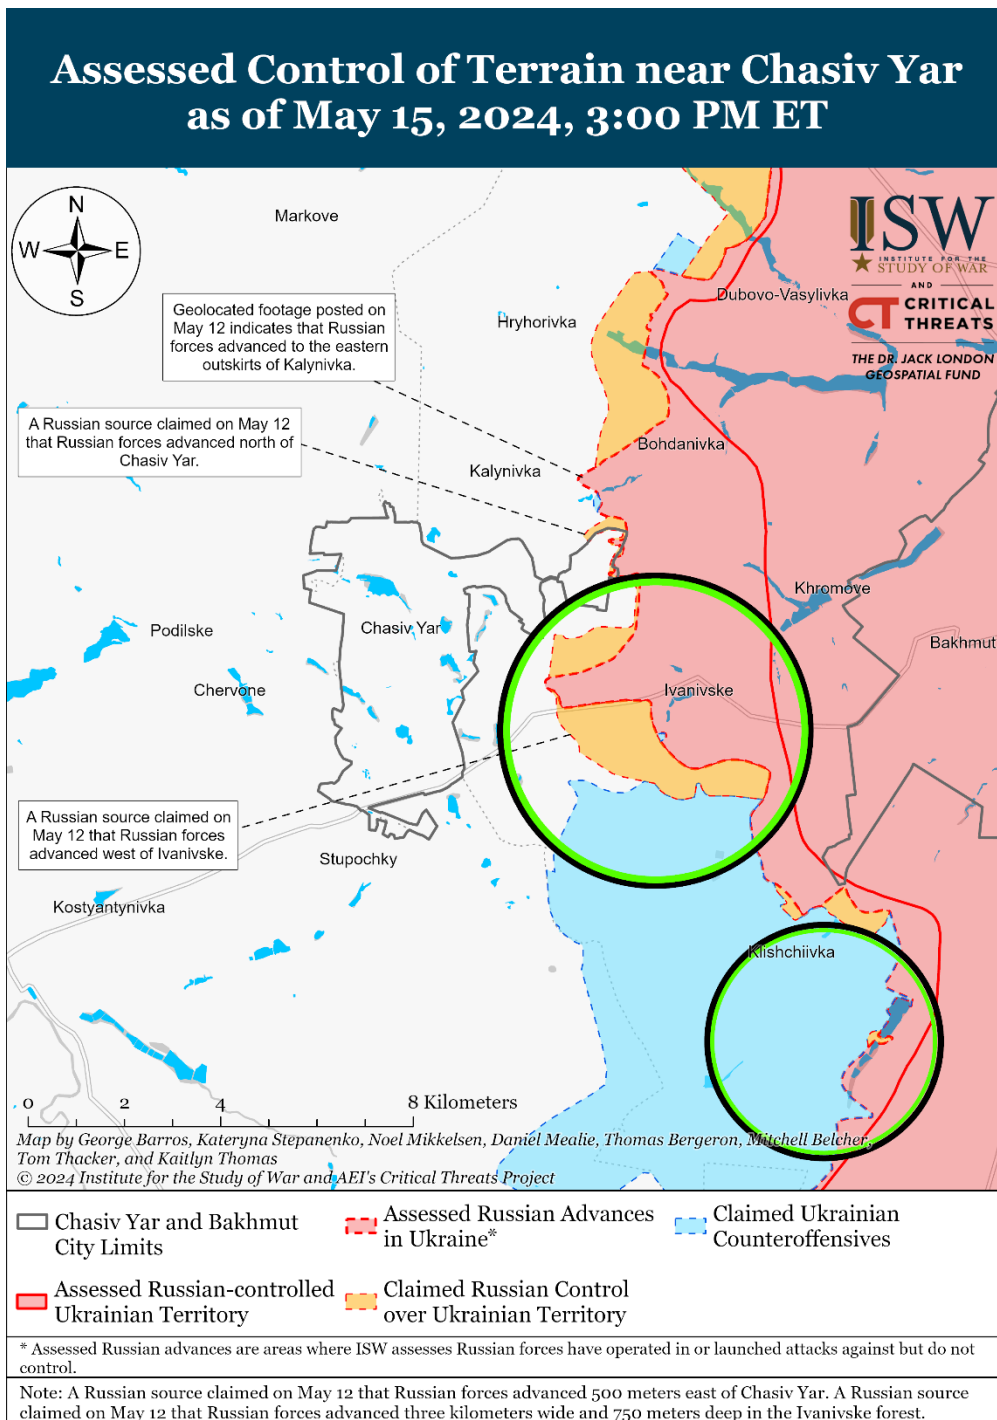 Assessed Control of Terrain near Chasiv Yar
as of May 15, 2024, 3:00 PM ET
N
W
E
S
Markove
ISW
INSTITUTE FOR THE
STUDY OF WAR
AND
CT CRITICAL
THREATS
THE DR. JACK LONDON
GEOSPATIAL FUND
Dubovo-Vasylivka
Geolocated footage posted on
May 12 indicates that Russian
forces advanced to the eastern
outskirts of Kalynivka.
Hryhorivka
A Russian source claimed on May 12
that Russian forces advanced north of
Chasiv Yar.
Bohdanivka
Kalynivka
Khromove
Podilske
Chasiv Yar
Bakhmut
Chervone
Ivanivske
A Russian source claimed on
May 12 that Russian forces
advanced west of Ivanivske.
Stupochky
Kostyantynivka
Klishchiivka
0 2 4 8 Kilometers
Map by George Barros, Kateryna Stepanenko, Noel Mikkelsen, Daniel Mealie, Thomas Bergeron, Mitchell Belcher,
Tom Thacker, and Kaitlyn Thomas
© 2024 Institute for the Study of War and AEI's Critical Threats Project
Chasiv Yar and Bakhmut
City Limits
Assessed Russian Advances
in Ukraine*
Claimed Ukrainian
Counteroffensives
Assessed Russian-controlled
Ukrainian Territory
Claimed Russian Control
over Ukrainian Territory
* Assessed Russian advances are areas where ISW assesses Russian forces have operated in or launched attacks against but do not
control.
Note: A Russian source claimed on May 12 that Russian forces advanced 500 meters east of Chasiv Yar. A Russian source
claimed on May 12 that Russian forces advanced three kilometers wide and 750 meters deep in the Ivanivske forest.